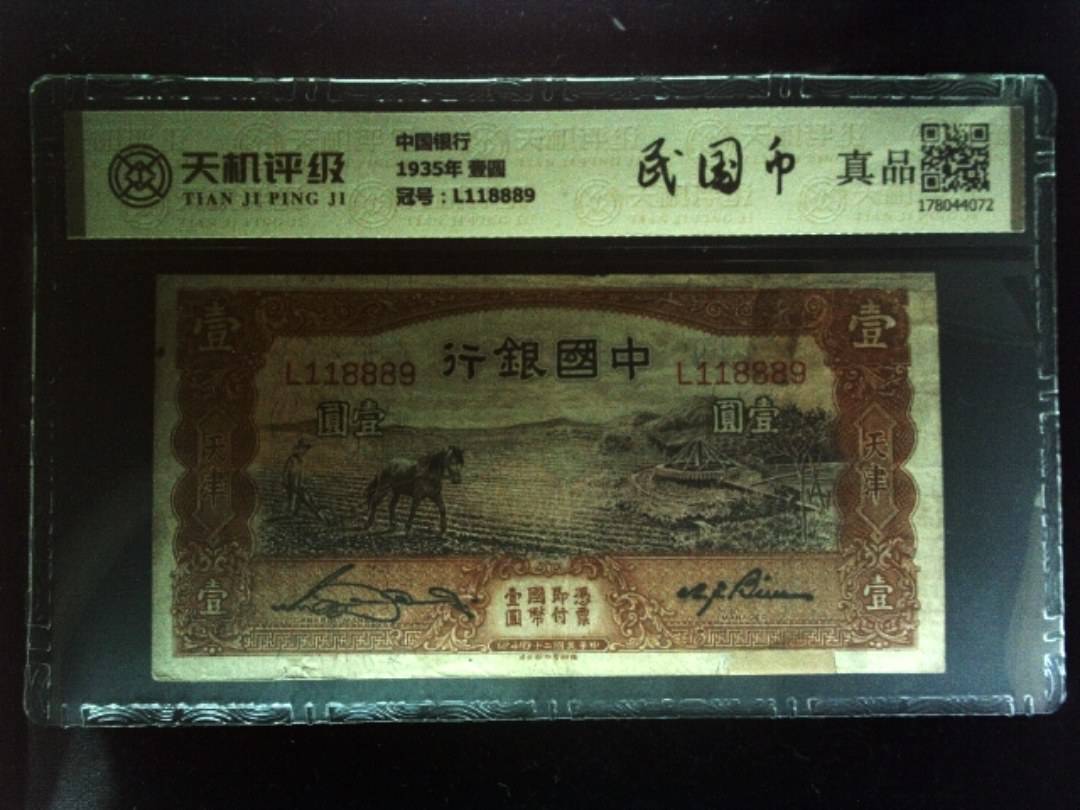 天机评级
TIAN JI PING JI
中国银行
1935年 壹圆
冠号：L118889
民国币
真品
178044072
壹
壹
行銀國中
L118889
L118889
圓壹
圓壹
天津
天津
憑票
即付
國幣
壹圓
壹
壹